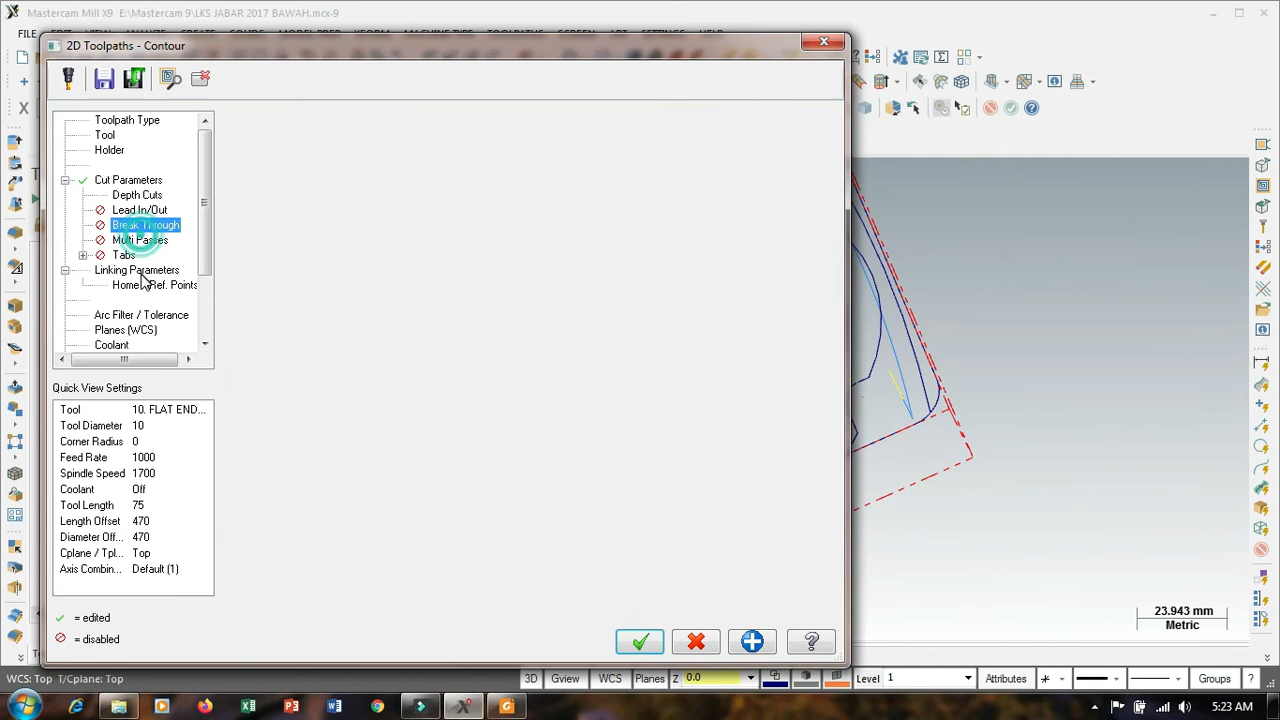 Mastercam Mill X9 E:\Mastercam 9\LKS JABAR 2017 BAWAH.mcx-9
FILE
2D Toolpaths - Contour
Toolpath Type
Tool
Holder
Cut Parameters
Depth Cuts
Lead In/Out
Break Through
Multi Passes
Tabs
Linking Parameters
Home / Ref. Points
Arc Filter / Tolerance
Planes (WCS)
Coolant
Quick View Settings
Tool 10. FLAT END...
Tool Diameter 10
Corner Radius 0
Feed Rate 1000
Spindle Speed 1700
Coolant Off
Tool Length 75
Length Offset 470
Diameter Off... 470
Cplane / Tpl... Top
Axis Combin... Default (1)
= edited
= disabled
23.943 mm
Metric
WCS: Top T/Cplane: Top
3D Gview WCS Planes Z 0.0 Level 1 Attributes Groups ?
5:23 AM